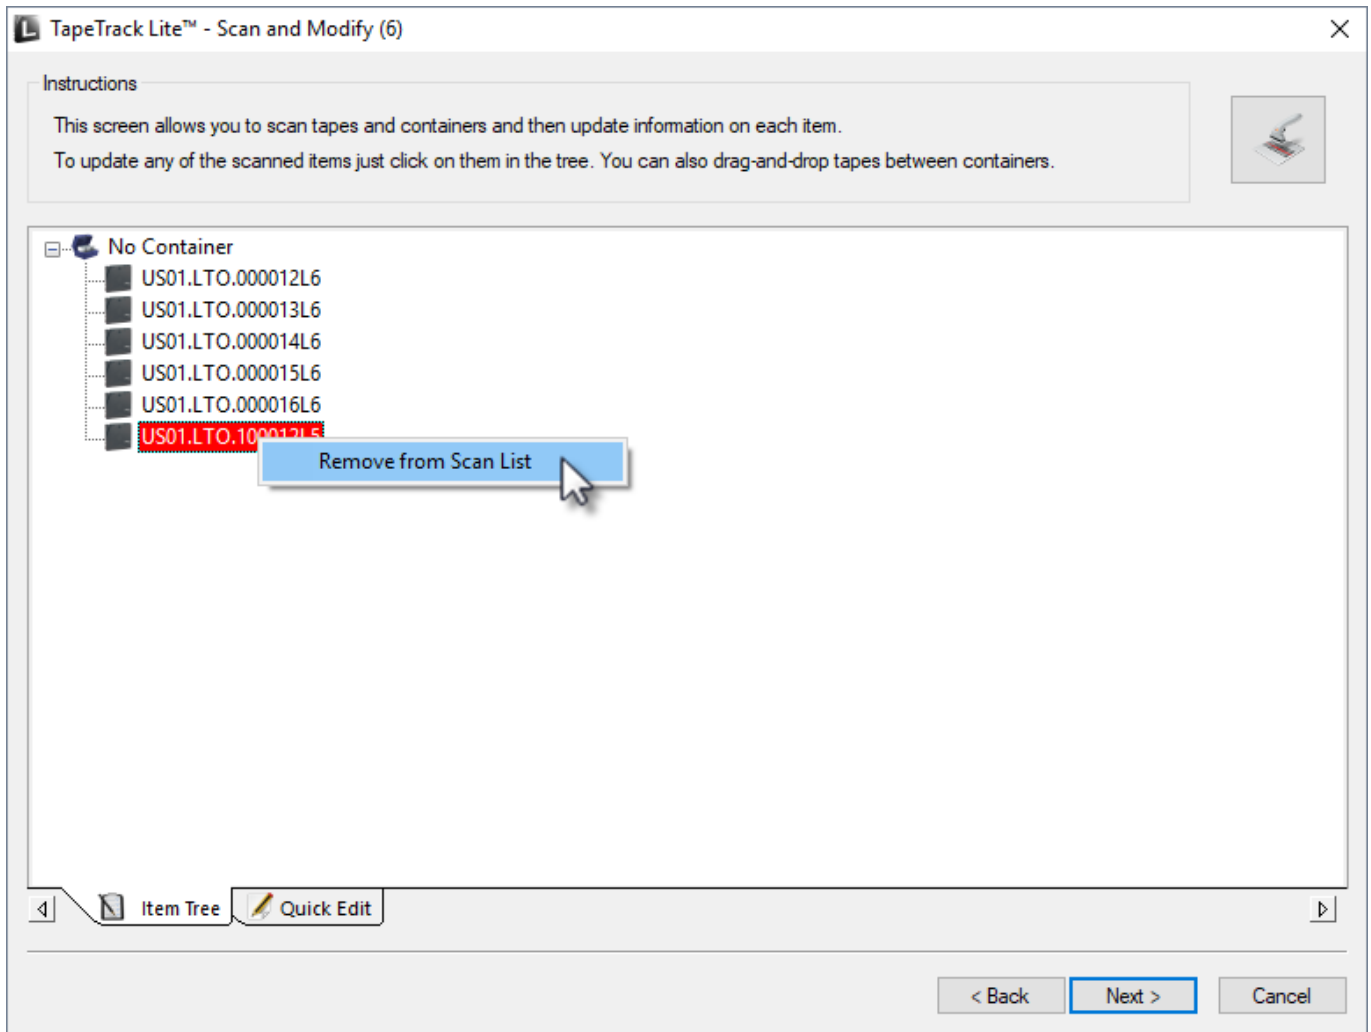 TapeTrack Lite™ - Scan and Modify (6)
Instructions
This screen allows you to scan tapes and containers and then update information on each item.
To update any of the scanned items just click on them in the tree. You can also drag-and-drop tapes between containers.
No Container
US01.LTO.000012L6
US01.LTO.000013L6
US01.LTO.000014L6
US01.LTO.000015L6
US01.LTO.000016L6
US01.LTO.100012L5
Remove from Scan List
Item Tree
Quick Edit
< Back
Next >
Cancel